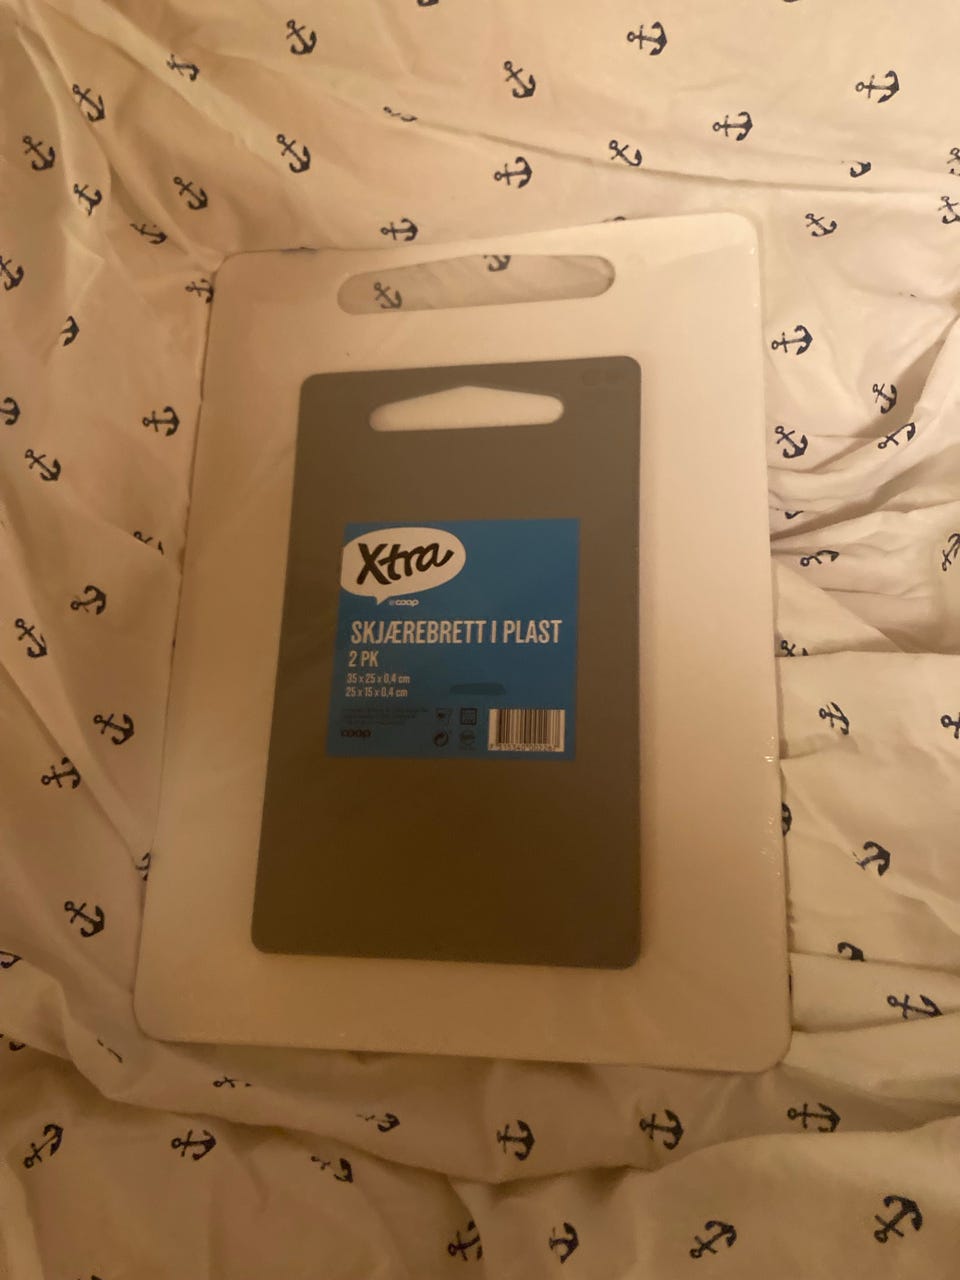 Xtra
coop
SKJÆREBRETT I PLAST
2 PK
35 x 25 x 0,4 cm
25 x 15 x 0,4 cm
coop